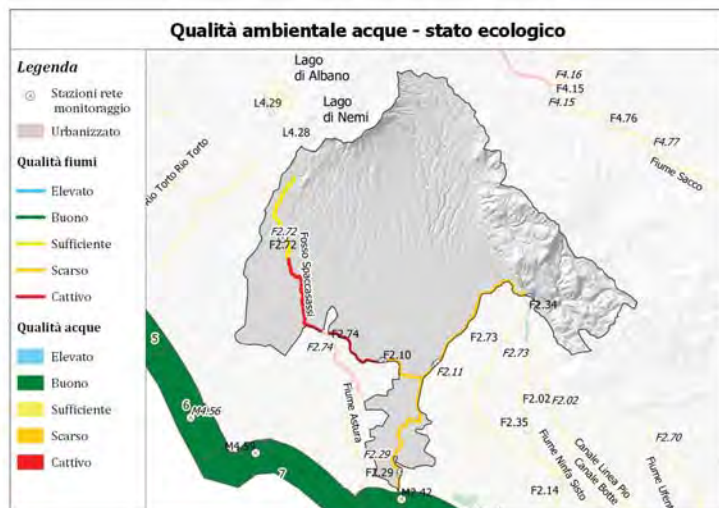 Qualità ambientale acque - stato ecologico
Legenda
Stazioni rete
monitoraggio
Urbanizzato
Qualità fiumi
Elevato
Buono
Sufficiente
Scarso
Cattivo
Qualità acque
Elevato
Buono
Sufficiente
Scarso
Cattivo
Lago
di Albano
Lago
di Nemi
L4.29
L4.28
Rio Torto Rio Torto
F4.16
F4.15
F4.15
F4.76
F4.77
Fiume Sacco
F2.72
F2.72
Fosso Spaccasassi
F2.34
F2.74
F2.74
F2.73
F2.73
F2.10
F2.11
Fiume Astura
F2.02
F2.02
F2.35
F2.70
F2.29
F2.29
Fiume Ninfa Sisto
Canale Linea Pio
Canale Botte
Fiume Ufente
F2.14
5
6
M4.56
M4.59
7
M2.42